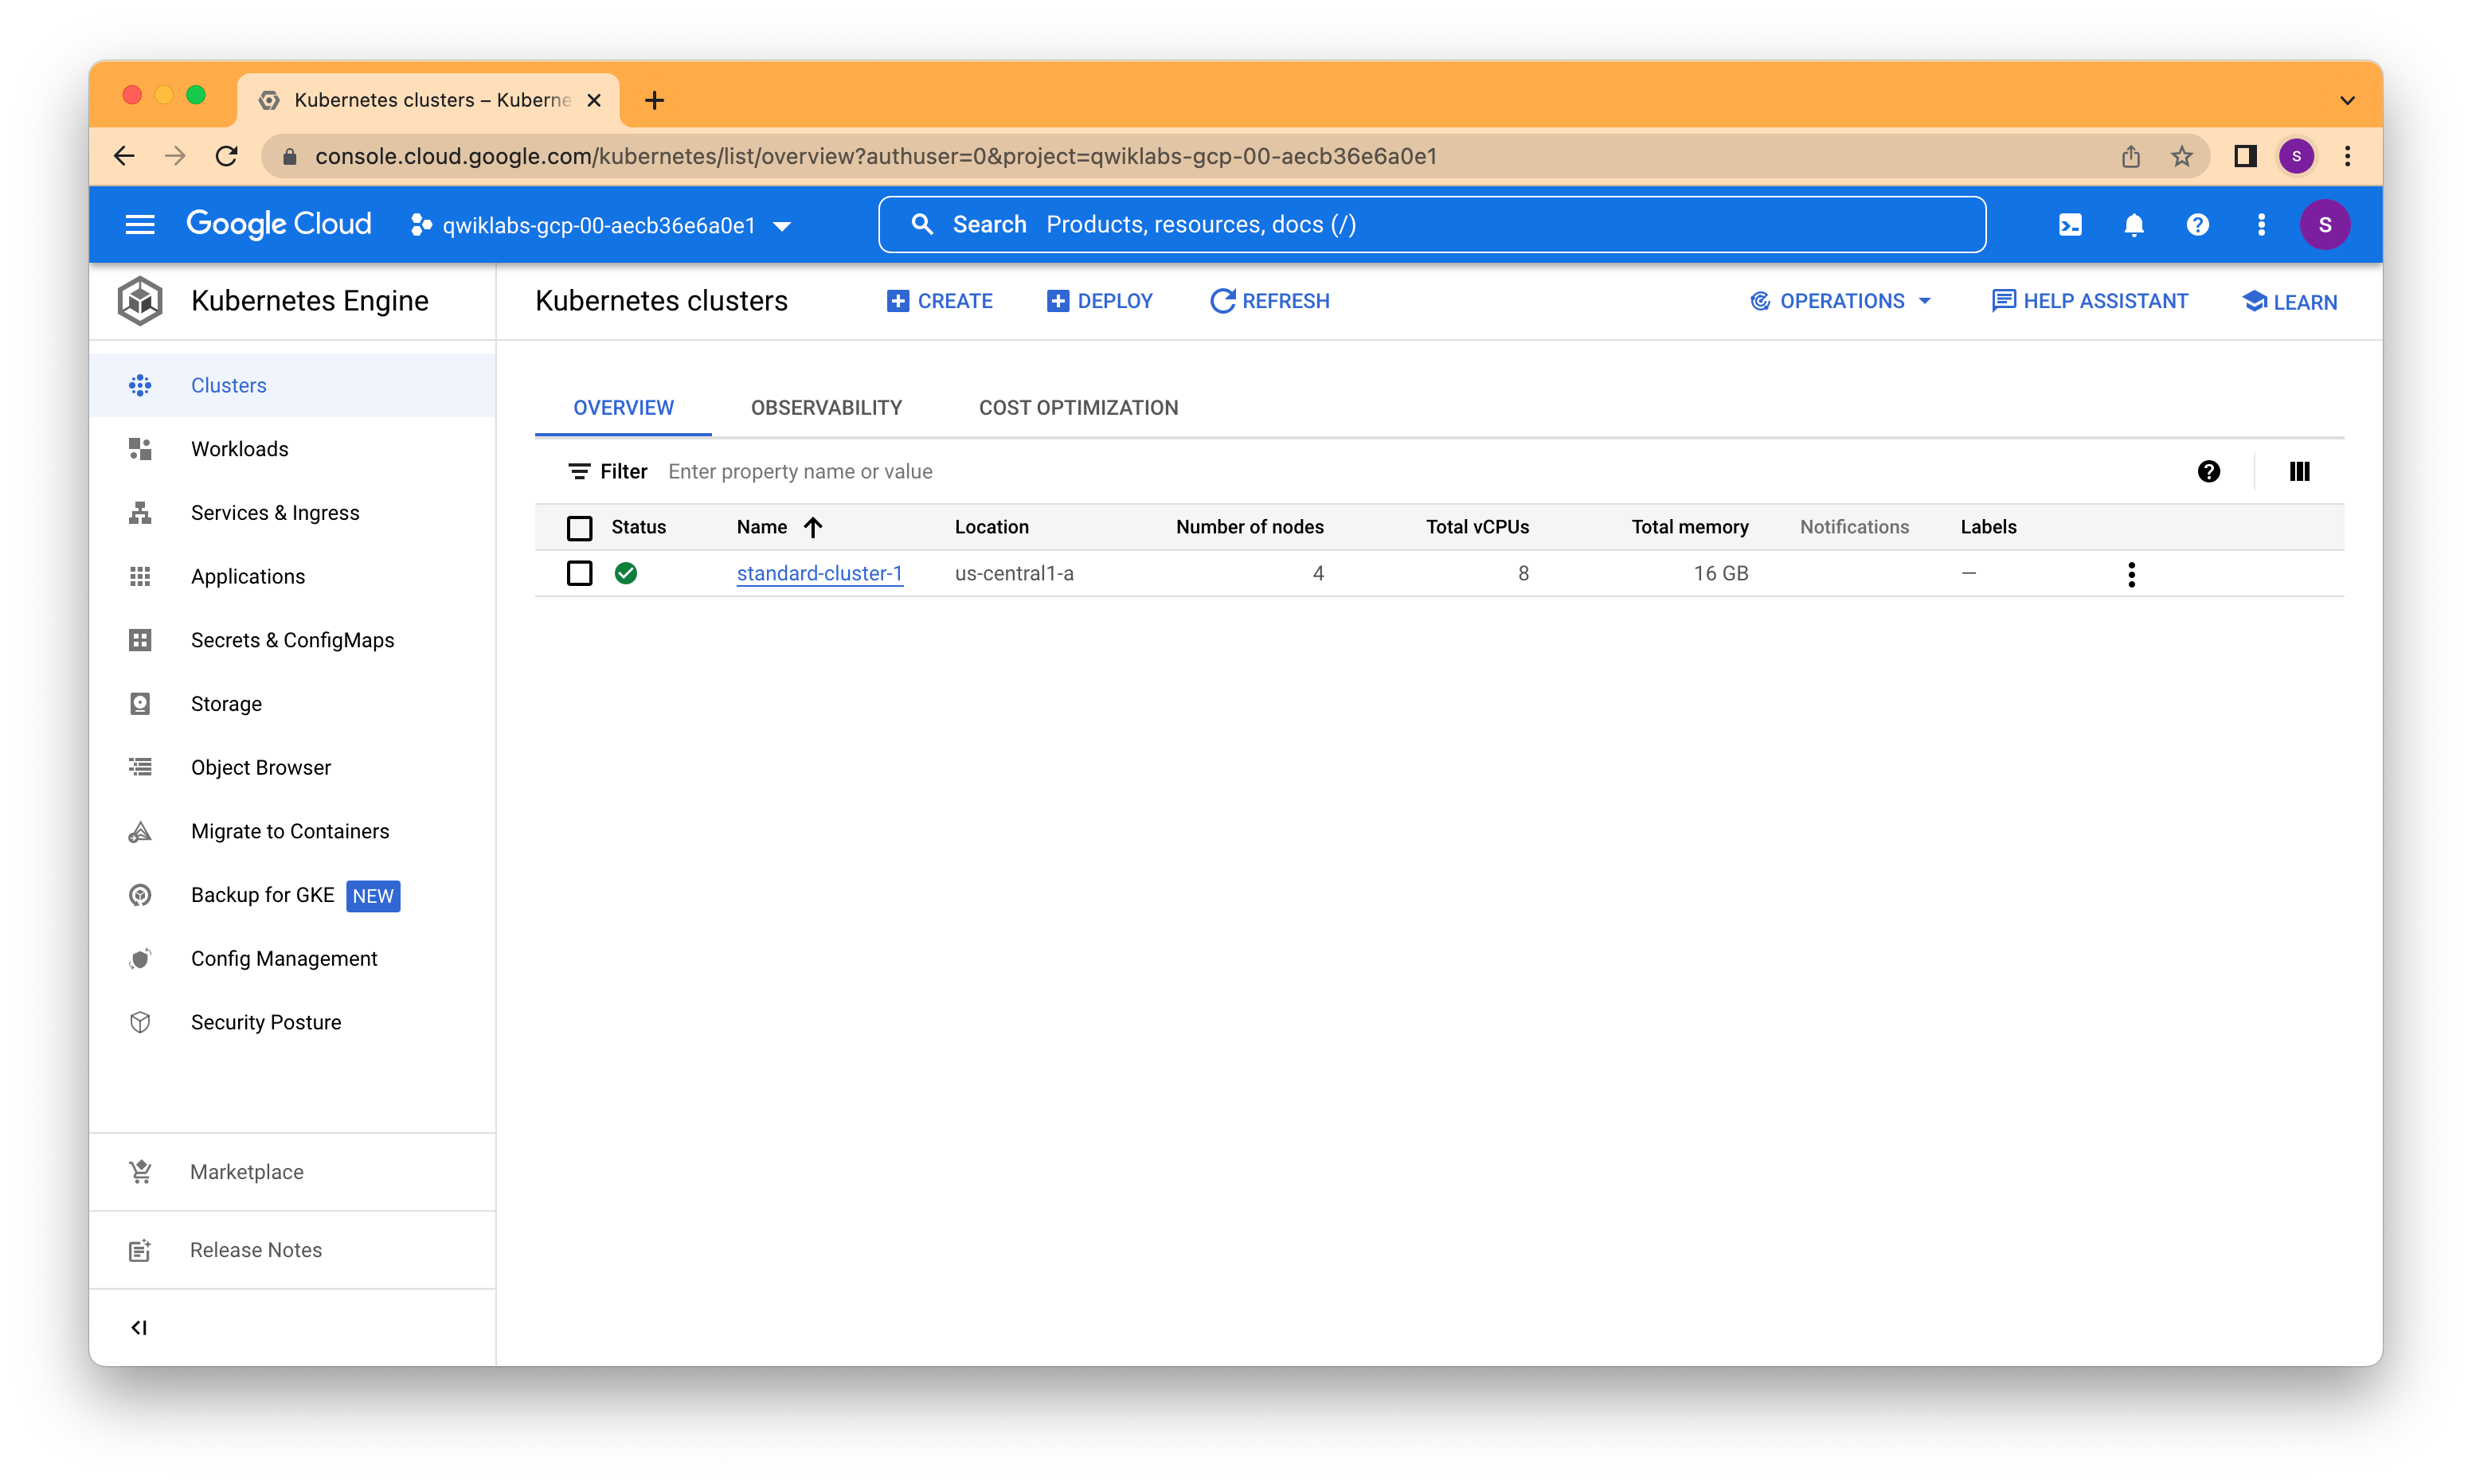 Kubernetes clusters – Kuberne
console.cloud.google.com/kubernetes/list/overview?authuser=0&project=qwiklabs-gcp-00-aecb36e6a0e1
S
Google Cloud
qwiklabs-gcp-00-aecb36e6a0e1
Search Products, resources, docs (/)
S
Kubernetes Engine
Clusters
Workloads
Services & Ingress
Applications
Secrets & ConfigMaps
Storage
Object Browser
Migrate to Containers
Backup for GKE NEW
Config Management
Security Posture
Marketplace
Release Notes
Kubernetes clusters CREATE DEPLOY REFRESH OPERATIONS HELP ASSISTANT LEARN
OVERVIEW OBSERVABILITY COST OPTIMIZATION
Filter Enter property name or value
Status Name Location Number of nodes Total vCPUs Total memory Notifications Labels
standard-cluster-1 us-central1-a 4 8 16 GB —